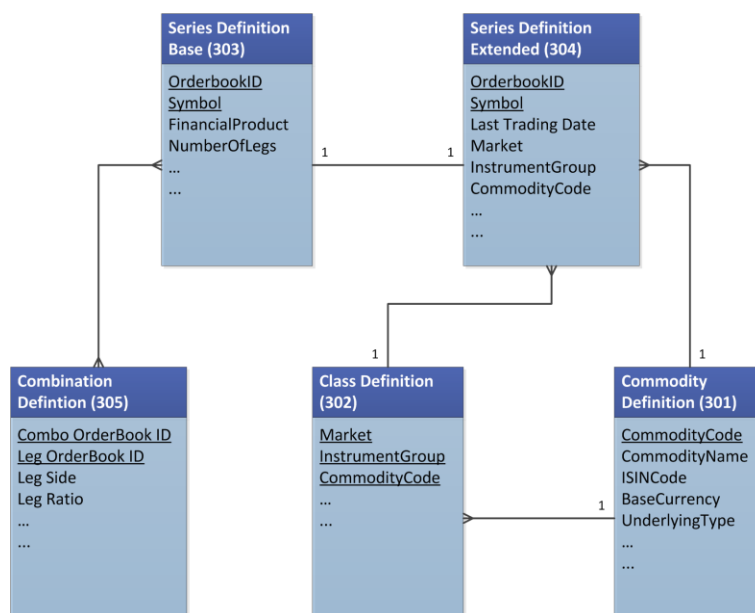 Series Definition
Base (303)
OrderbookID
Symbol
FinancialProduct
NumberOfLegs
…
...
Series Definition
Extended (304)
OrderbookID
Symbol
Last Trading Date
Market
InstrumentGroup
CommodityCode
…
...
1
1
1
1
1
Combination
Defintion (305)
Combo OrderBook ID
Leg OrderBook ID
Leg Side
Leg Ratio
…
...
Class Definition
(302)
Market
InstrumentGroup
CommodityCode
…
...
Commodity
Definition (301)
CommodityCode
CommodityName
ISINCode
BaseCurrency
UnderlyingType
…
...